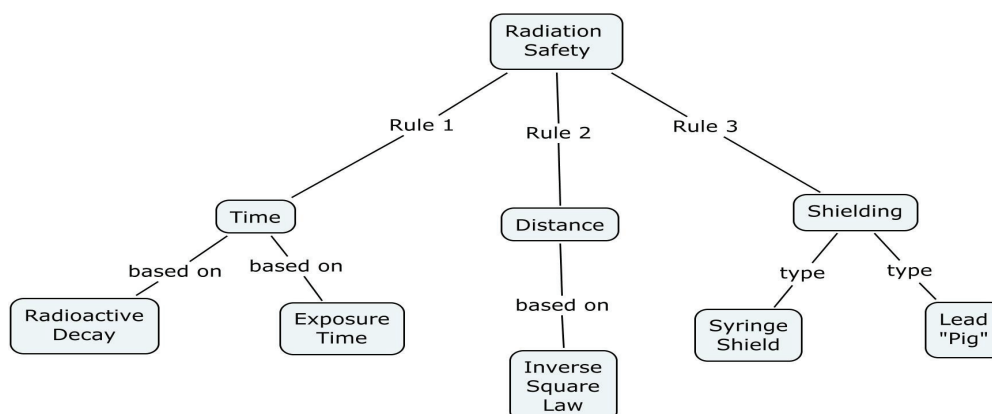 Radiation
Safety
Rule 1
Rule 2
Rule 3
Time
Distance
Shielding
based on
based on
based on
type
type
Radioactive
Decay
Exposure
Time
Inverse
Square
Law
Syringe
Shield
Lead
"Pig"